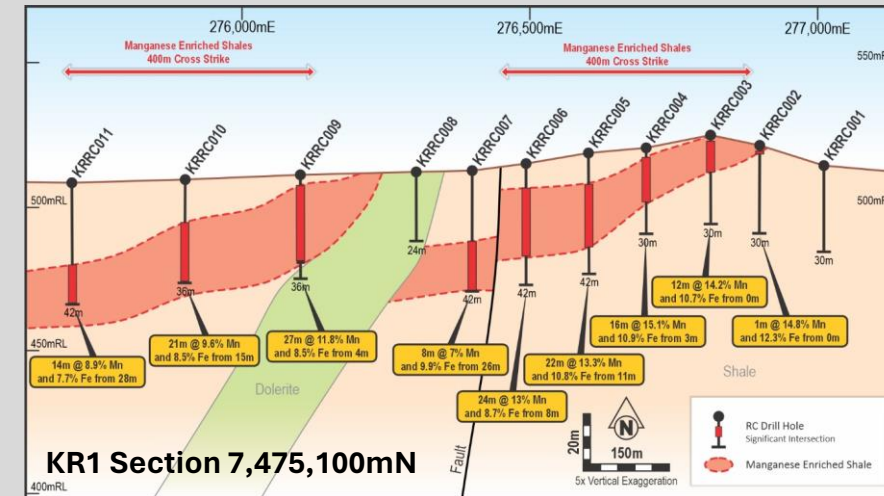 276,000mE
276,500mE
277,000mE
Manganese Enriched Shales
400m Cross Strike
Manganese Enriched Shales
400m Cross Strike
550mR
KRRC011
KRRC010
KRRC009
KRRC008
KRRC007
KRRC006
KRRC005
KRRC004
KRRC003
KRRC002
KRRC001
500mRL
500mR
24m
30m
30m
30m
30m
36m
36m
42m
42m
42m
42m
12m @ 14.2% Mn
and 10.7% Fe from 0m
16m @ 15.1% Mn
and 10.9% Fe from 3m
1m @ 14.8% Mn
and 12.3% Fe from 0m
27m @ 11.8% Mn
and 8.5% Fe from 4m
21m @ 9.6% Mn
and 8.5% Fe from 15m
8m @ 7% Mn
and 9.9% Fe from 26m
14m @ 8.9% Mn
and 7.7% Fe from 28m
22m @ 13.3% Mn
and 10.8% Fe from 11m
24m @ 13% Mn
and 8.7% Fe from 8m
450mRL
Dolerite
Shale
Fault
N
20m
150m
5x Vertical Exaggeration
RC Drill Hole
Significant Intersection
Manganese Enriched Shale
KR1 Section 7,475,100mN
400mRL